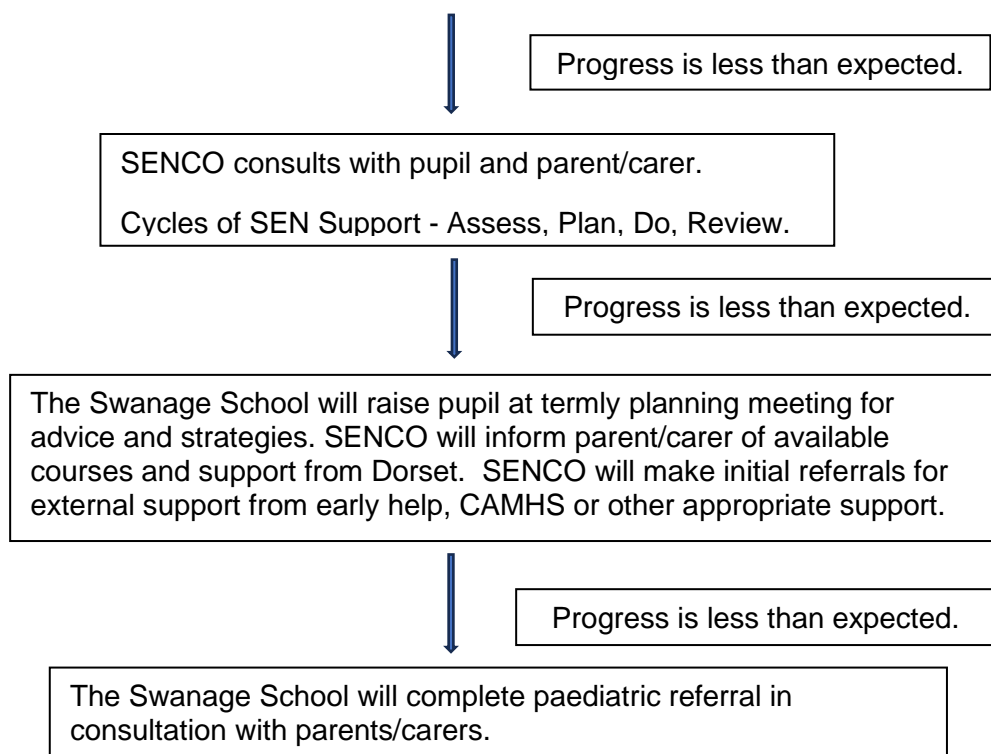 Progress is less than expected.
SENCO consults with pupil and parent/carer.
Cycles of SEN Support - Assess, Plan, Do, Review.
Progress is less than expected.
The Swanage School will raise pupil at termly planning meeting for
advice and strategies. SENCO will inform parent/carer of available
courses and support from Dorset.  SENCO will make initial referrals for
external support from early help, CAMHS or other appropriate support.
Progress is less than expected.
The Swanage School will complete paediatric referral in
consultation with parents/carers.